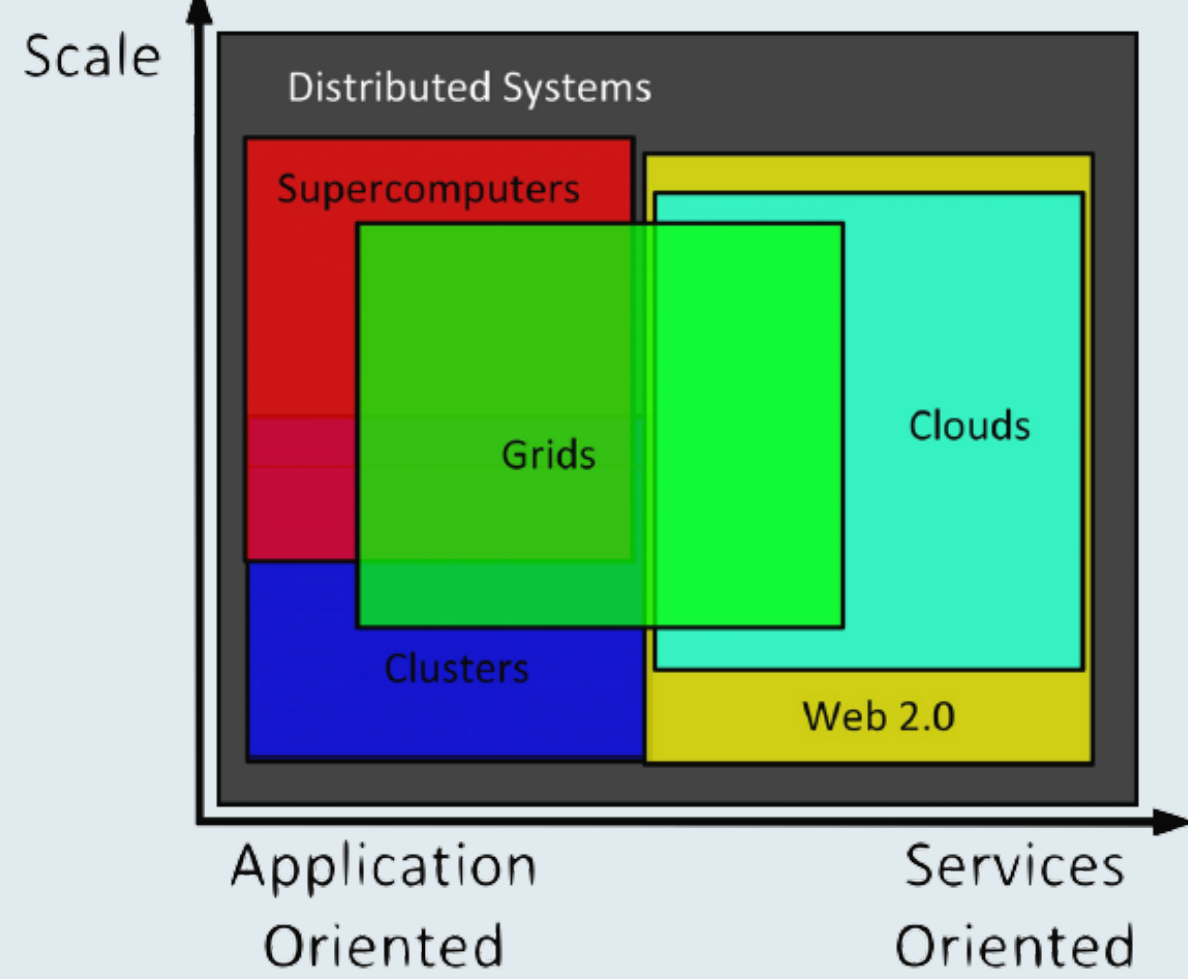 Scale
Distributed Systems
Supercomputers
Grids
Clouds
Clusters
Web 2.0
Application
Oriented
Services
Oriented